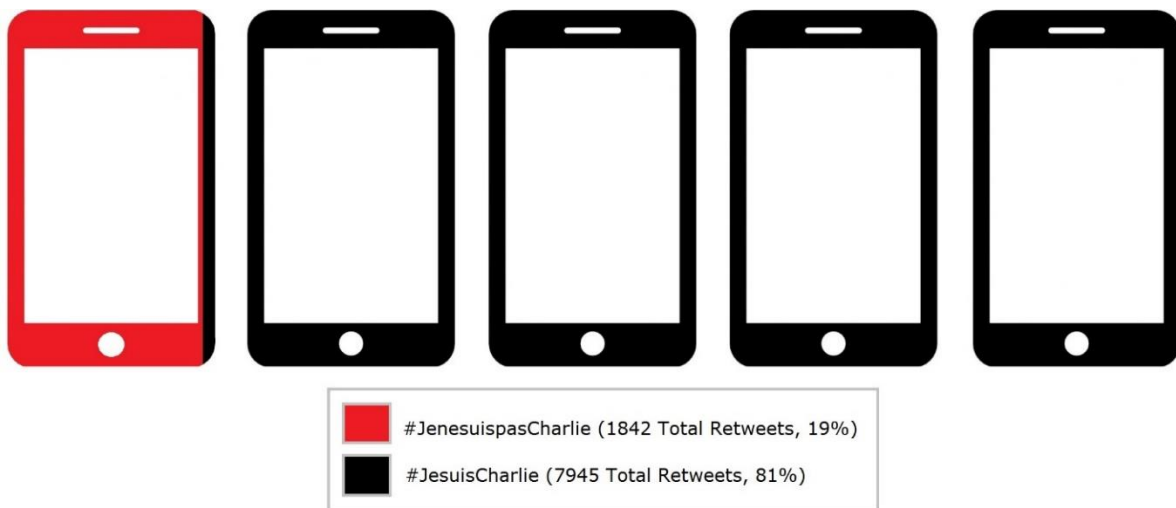 #JenesuispasCharlie (1842 Total Retweets, 19%)
#JesuisCharlie (7945 Total Retweets, 81%)